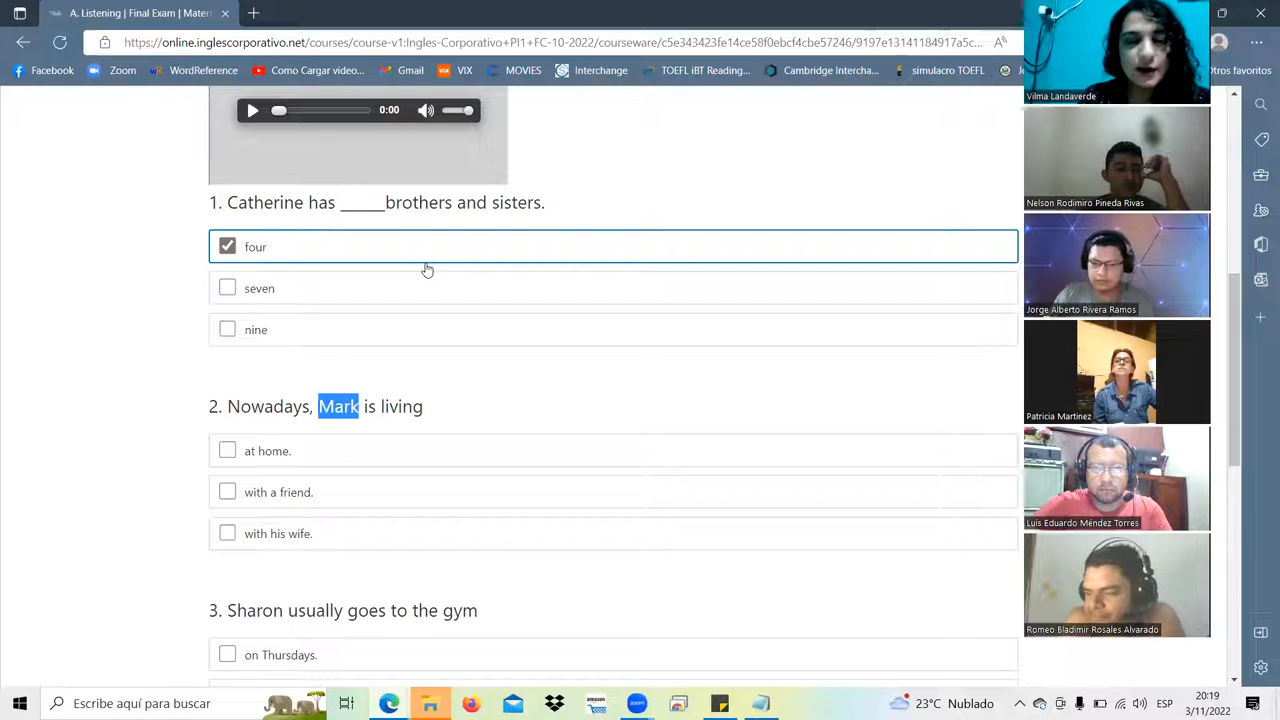 A. Listening | Final Exam | Mater
https://online.inglescorporativo.net/courses/course-v1:Ingles-Corporativo+II1+FC-10-2022/courseware/c5e343423fe14ce58f0ebcf4cbe57246/9197e13141184917a5c...
Facebook
Zoom
WordReference
Como Cargo video...
Gmail
VIX
Interchange
TOEFL iBT Reading...
Cambridge Intercha...
simulacro TOEFL
Otros favoritos
0:00
1. Catherine has _____brothers and sisters.
four
seven
nine
2. Nowadays, Mark is living
at home.
with a friend.
with his wife.
3. Sharon usually goes to the gym
on Thursdays.
Vilma Landaverde
Nelson Rodimiro Pineda Rivas
Jorge Alberto Rivera Ramos
Patricia Martinez
Luis Eduardo Méndez Torres
Romeo Bladimir Rosales Alvarado
Escribe aquí para buscar
amazon
zoom
23°C Nublado
ESP
20:19
3/11/2022